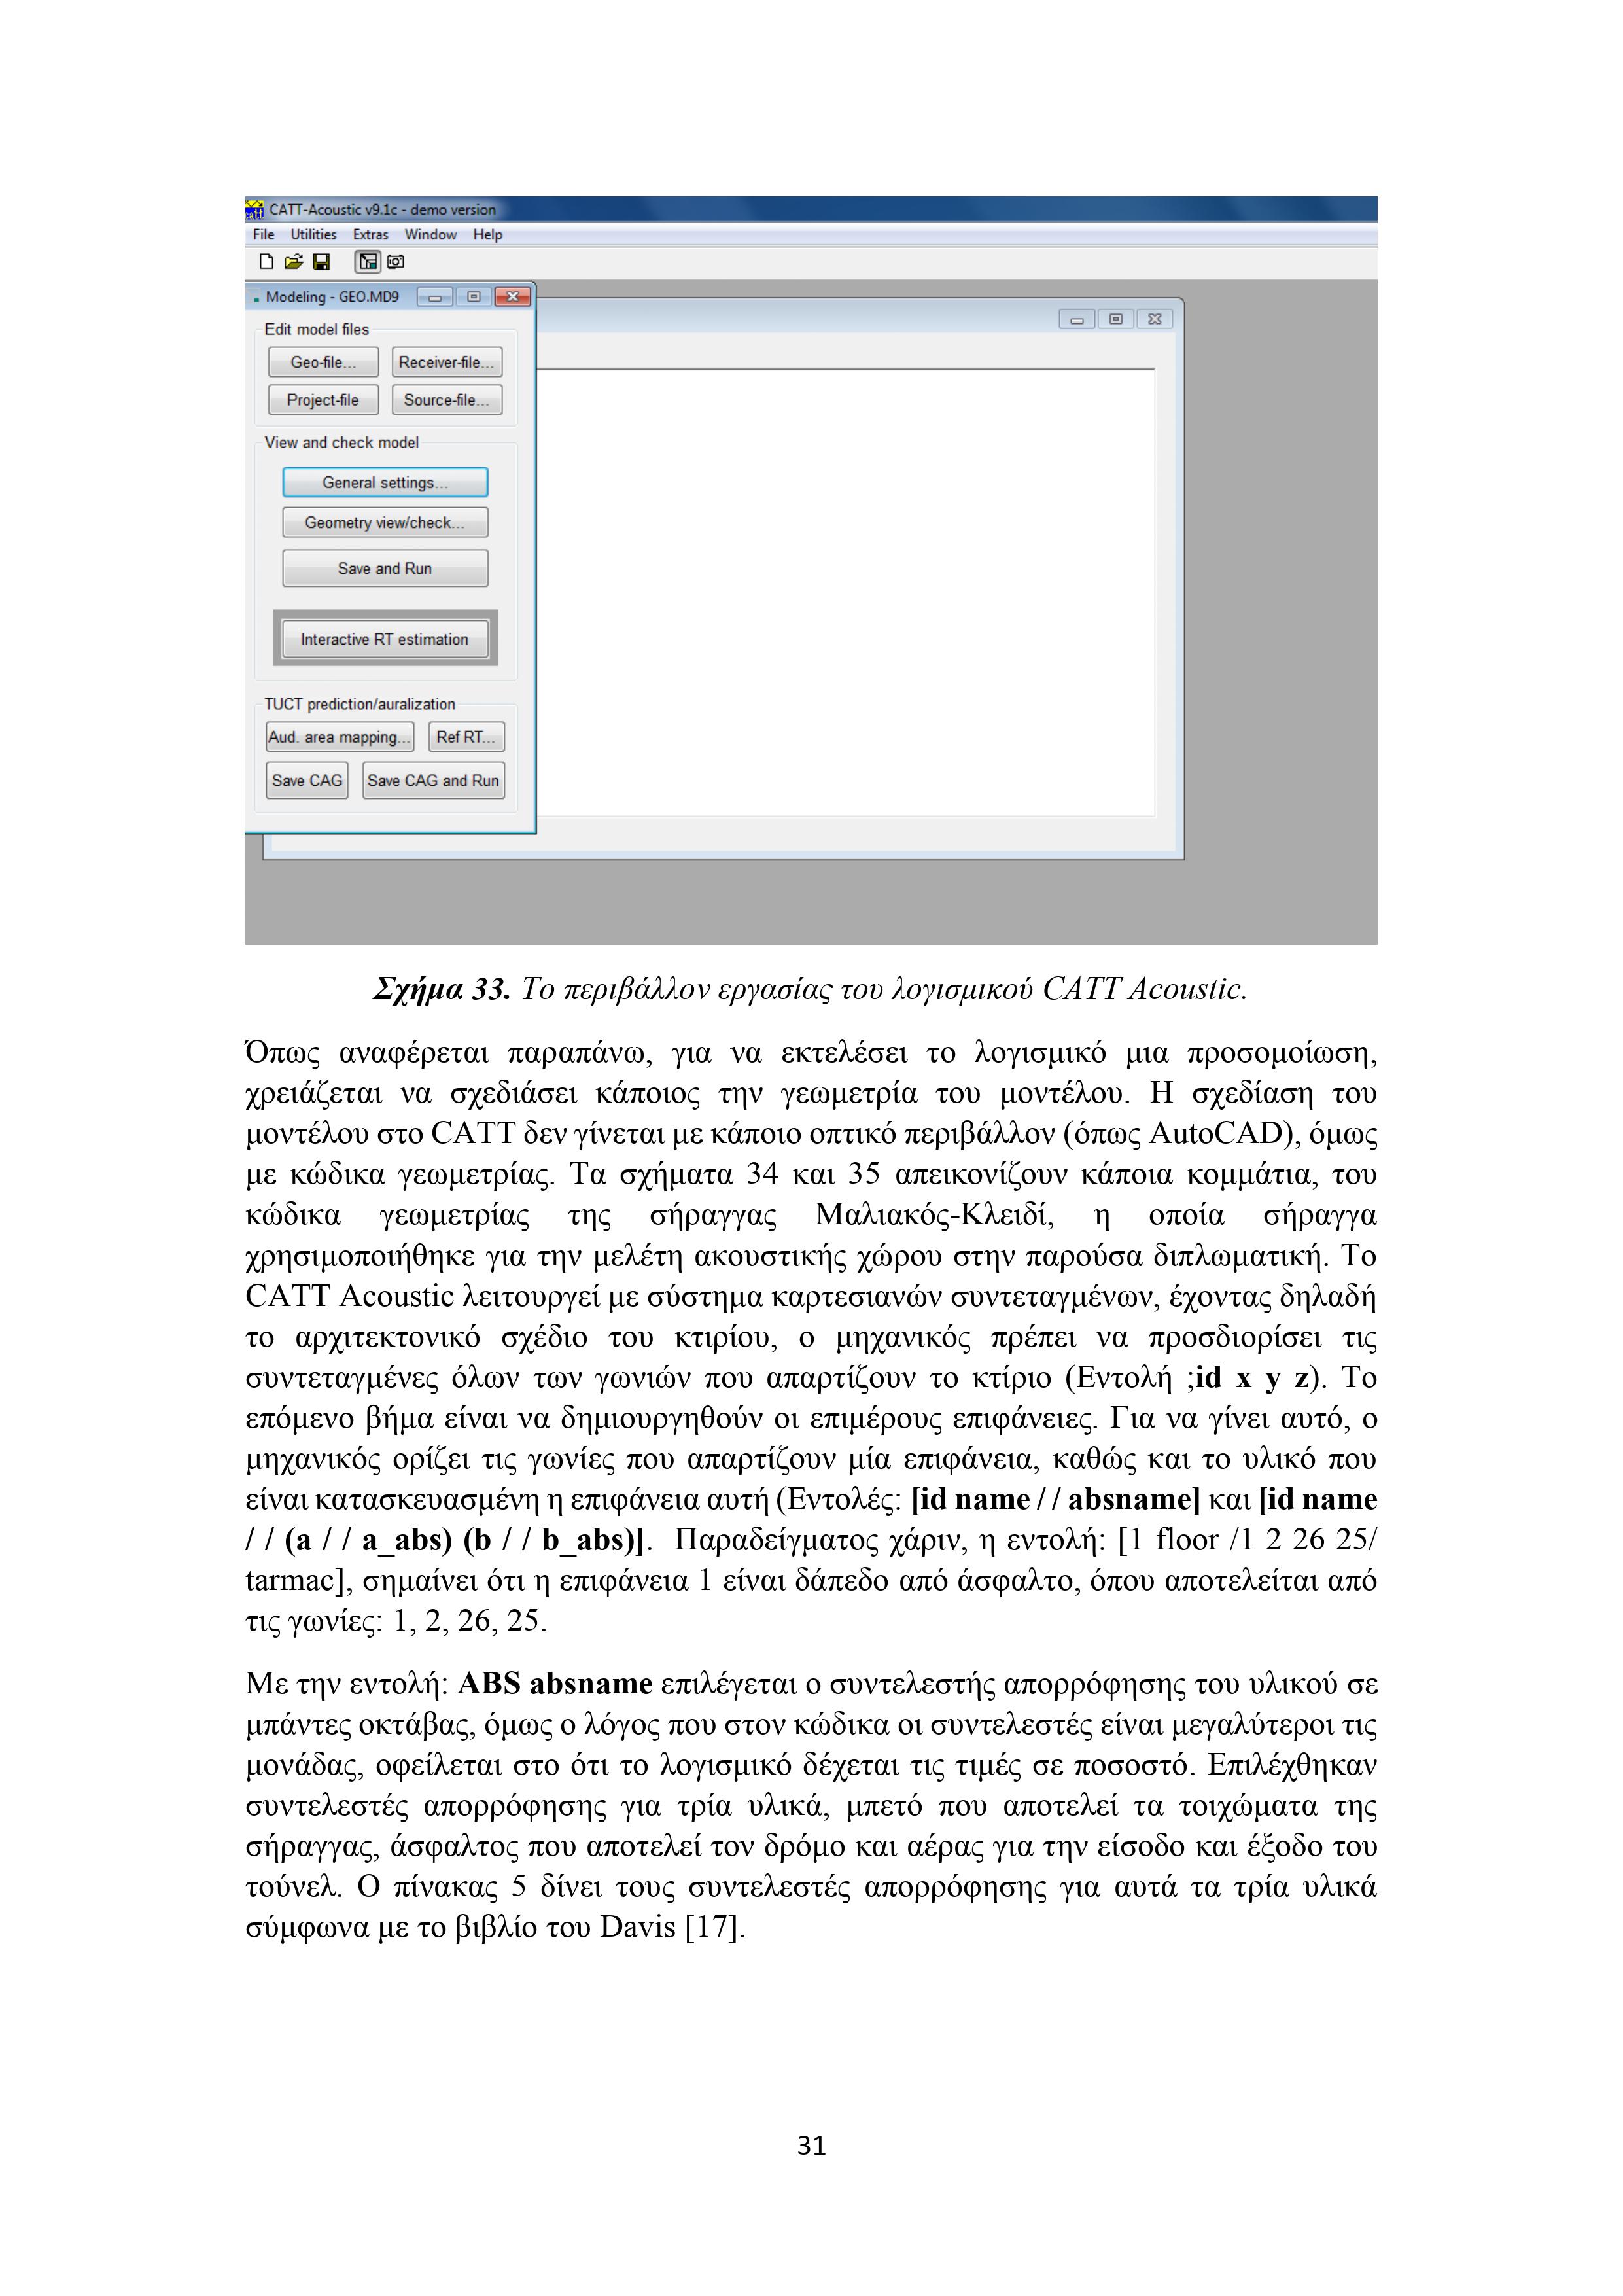 CATT-Acoustic v9.1c - demo version
File Utilities Extras Window Help
Modeling - GEO.MD9
Edit model files
Geo-file... Receiver-file...
Project-file Source-file...
View and check model
General settings...
Geometry view/check...
Save and Run
Interactive RT estimation
TUCT prediction/auralization
Aud. area mapping... Ref RT...
Save CAG Save CAG and Run
Σχήμα 33. Το περιβάλλον εργασίας του λογισμικού CATT Acoustic.
Όπως αναφέρεται παραπάνω, για να εκτελέσει το λογισμικό μια προσομοίωση,
χρειάζεται να σχεδιάσει κάποιος την γεωμετρία του μοντέλου. Η σχεδίαση του
μοντέλου στο CATT δεν γίνεται με κάποιο οπτικό περιβάλλον (όπως AutoCAD), όμως
με κώδικα γεωμετρίας. Τα σχήματα 34 και 35 απεικονίζουν κάποια κομμάτια, του
κώδικα γεωμετρίας της σήραγγας Μαλιακός-Κλειδί, η οποία σήραγγα
χρησιμοποιήθηκε για την μελέτη ακουστικής χώρου στην παρούσα διπλωματική. Το
CATT Acoustic λειτουργεί με σύστημα καρτεσιανών συντεταγμένων, έχοντας δηλαδή
το αρχιτεκτονικό σχέδιο του κτιρίου, ο μηχανικός πρέπει να προσδιορίσει τις
συντεταγμένες όλων των γωνιών που απαρτίζουν το κτίριο (Εντολή ;id x y z). Το
επόμενο βήμα είναι να δημιουργηθούν οι επιμέρους επιφάνειες. Για να γίνει αυτό, ο
μηχανικός ορίζει τις γωνίες που απαρτίζουν μία επιφάνεια, καθώς και το υλικό που
είναι κατασκευασμένη η επιφάνεια αυτή (Εντολές: [id name / / absname] και [id name
/ / (a / / a_abs) (b / / b_abs)]. Παραδείγματος χάριν, η εντολή: [1 floor /1 2 26 25/
tarmac], σημαίνει ότι η επιφάνεια 1 είναι δάπεδο από άσφαλτο, όπου αποτελείται από
τις γωνίες: 1, 2, 26, 25.
Με την εντολή: ABS absname επιλέγεται ο συντελεστής απορρόφησης του υλικού σε
μπάντες οκτάβας, όμως ο λόγος που στον κώδικα οι συντελεστές είναι μεγαλύτεροι τις
μονάδας, οφείλεται στο ότι το λογισμικό δέχεται τις τιμές σε ποσοστό. Επιλέχθηκαν
συντελεστές απορρόφησης για τρία υλικά, μπετό που αποτελεί τα τοιχώματα της
σήραγγας, άσφαλτος που αποτελεί τον δρόμο και αέρας για την είσοδο και έξοδο του
τούνελ. Ο πίνακας 5 δίνει τους συντελεστές απορρόφησης για αυτά τα τρία υλικά
σύμφωνα με το βιβλίο του Davis [17].
31